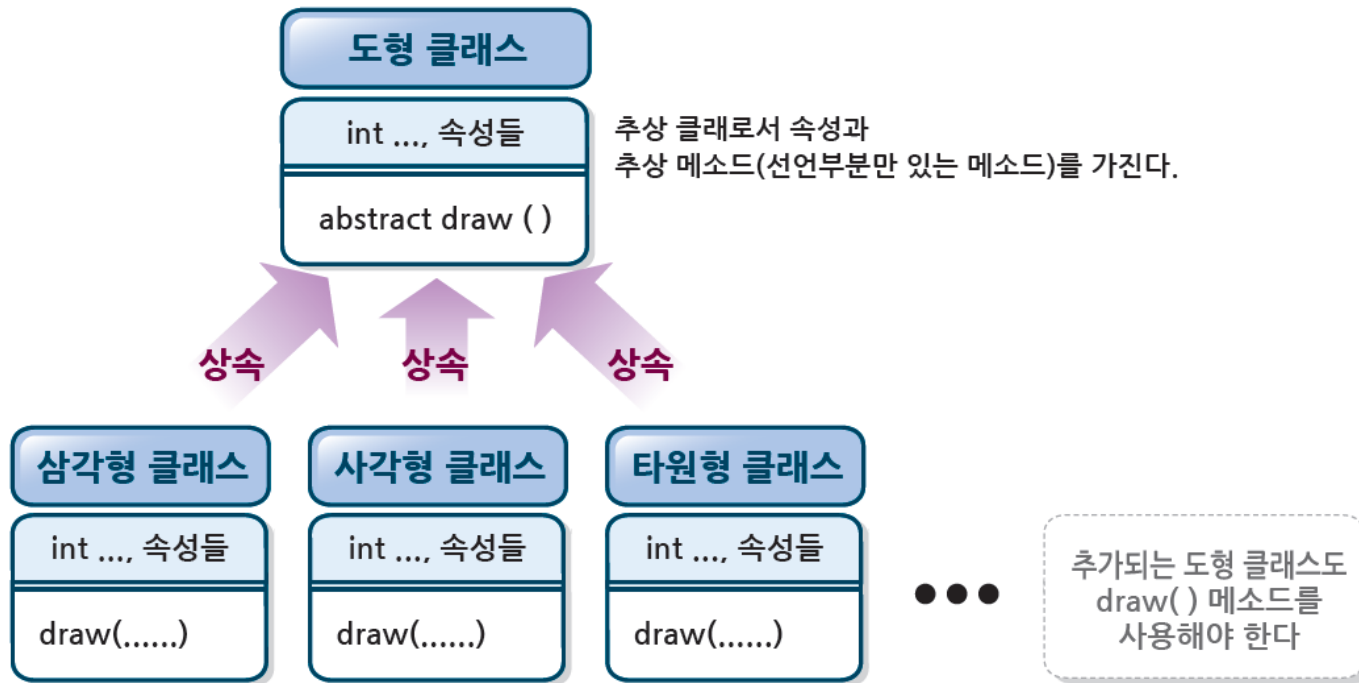 도형 클래스
int ..., 속성들
abstract draw ( )
추상 클래로서 속성과
추상 메소드(선언부분만 있는 메소드)를 가진다.
상속
상속
상속
삼각형 클래스
int ..., 속성들
draw(......)
사각형 클래스
int ..., 속성들
draw(......)
타원형 클래스
int ..., 속성들
draw(......)
추가되는 도형 클래스도
draw( ) 메소드를
사용해야 한다